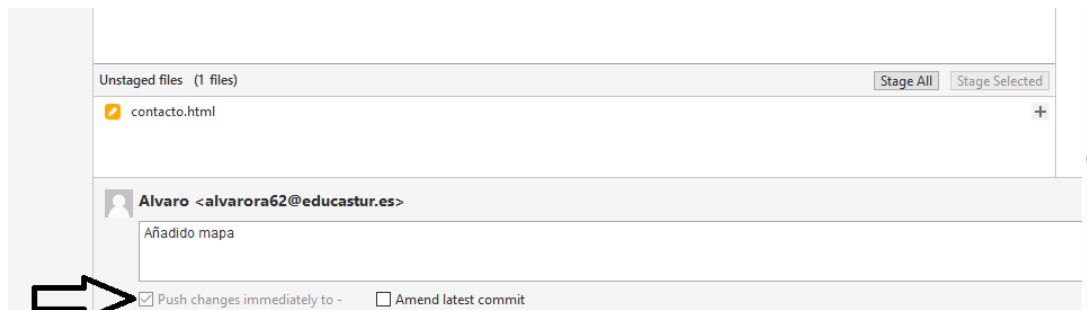 Unstaged files (1 files)
Stage All
Stage Selected
contacto.html
Alvaro <alvarora62@educastur.es>
Añadido mapa
Push changes immediately to -
Amend latest commit